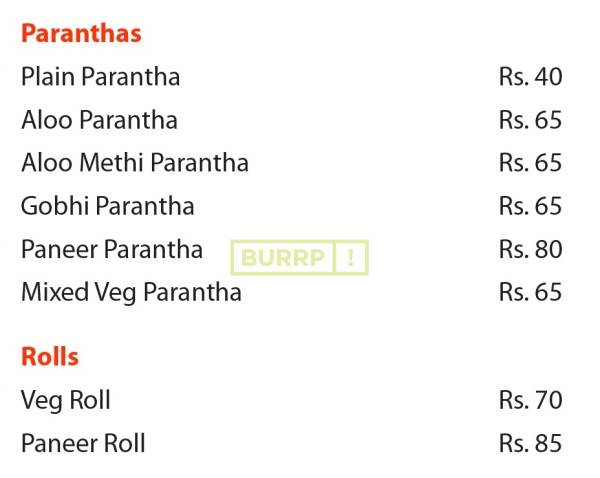 Paranthas
Plain Parantha Rs. 40
Aloo Parantha Rs. 65
Aloo Methi Parantha Rs. 65
Gobhi Parantha Rs. 65
Paneer Parantha Rs. 80
BURRP !
Mixed Veg Parantha Rs. 65
Rolls
Veg Roll Rs. 70
Paneer Roll Rs. 85